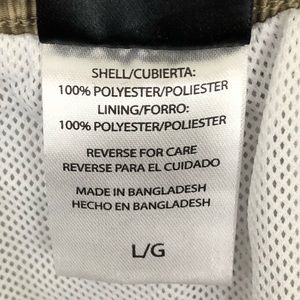 SHELL/CUBIERTA:
100% POLYESTER/POLIESTER
LINING/FORRO:
100% POLYESTER/POLIESTER
REVERSE FOR CARE
REVERSE PARA EL CUIDADO
MADE IN BANGLADESH
HECHO EN BANGLADESH
L/G